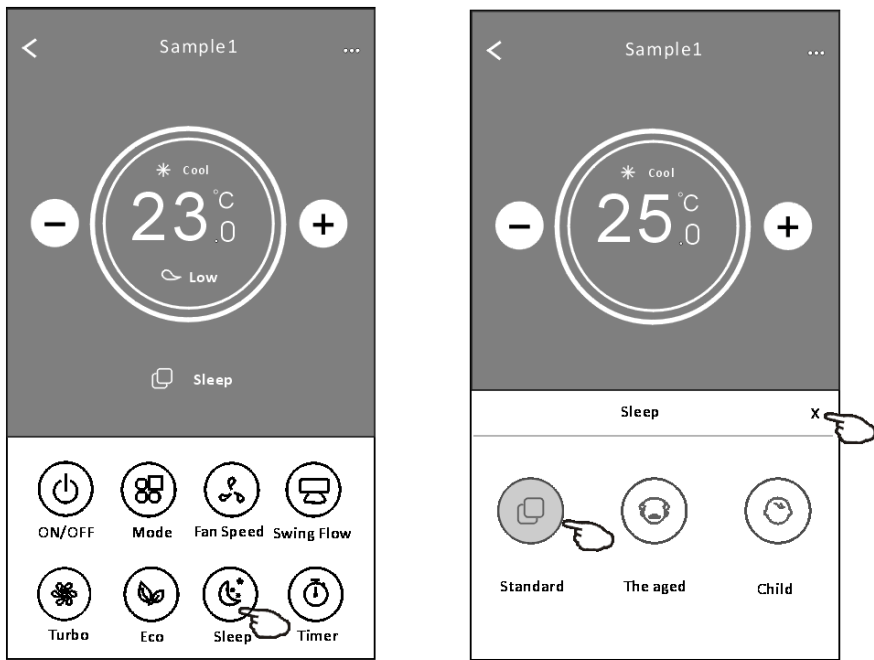 Sample1
...
Cool
23.0°C
Low
Sleep
ON/OFF Mode Fan Speed Swing Flow
Turbo Eco Sleep Timer
Sample1
...
Cool
25.0°C
Sleep X
Standard The aged Child